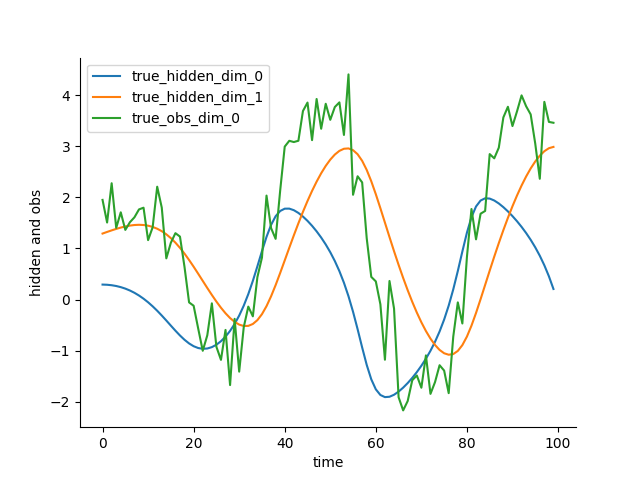 true_hidden_dim_0
true_hidden_dim_1
true_obs_dim_0
hidden and obs
4
3
2
1
0
−1
−2
0 20 40 60 80 100
time